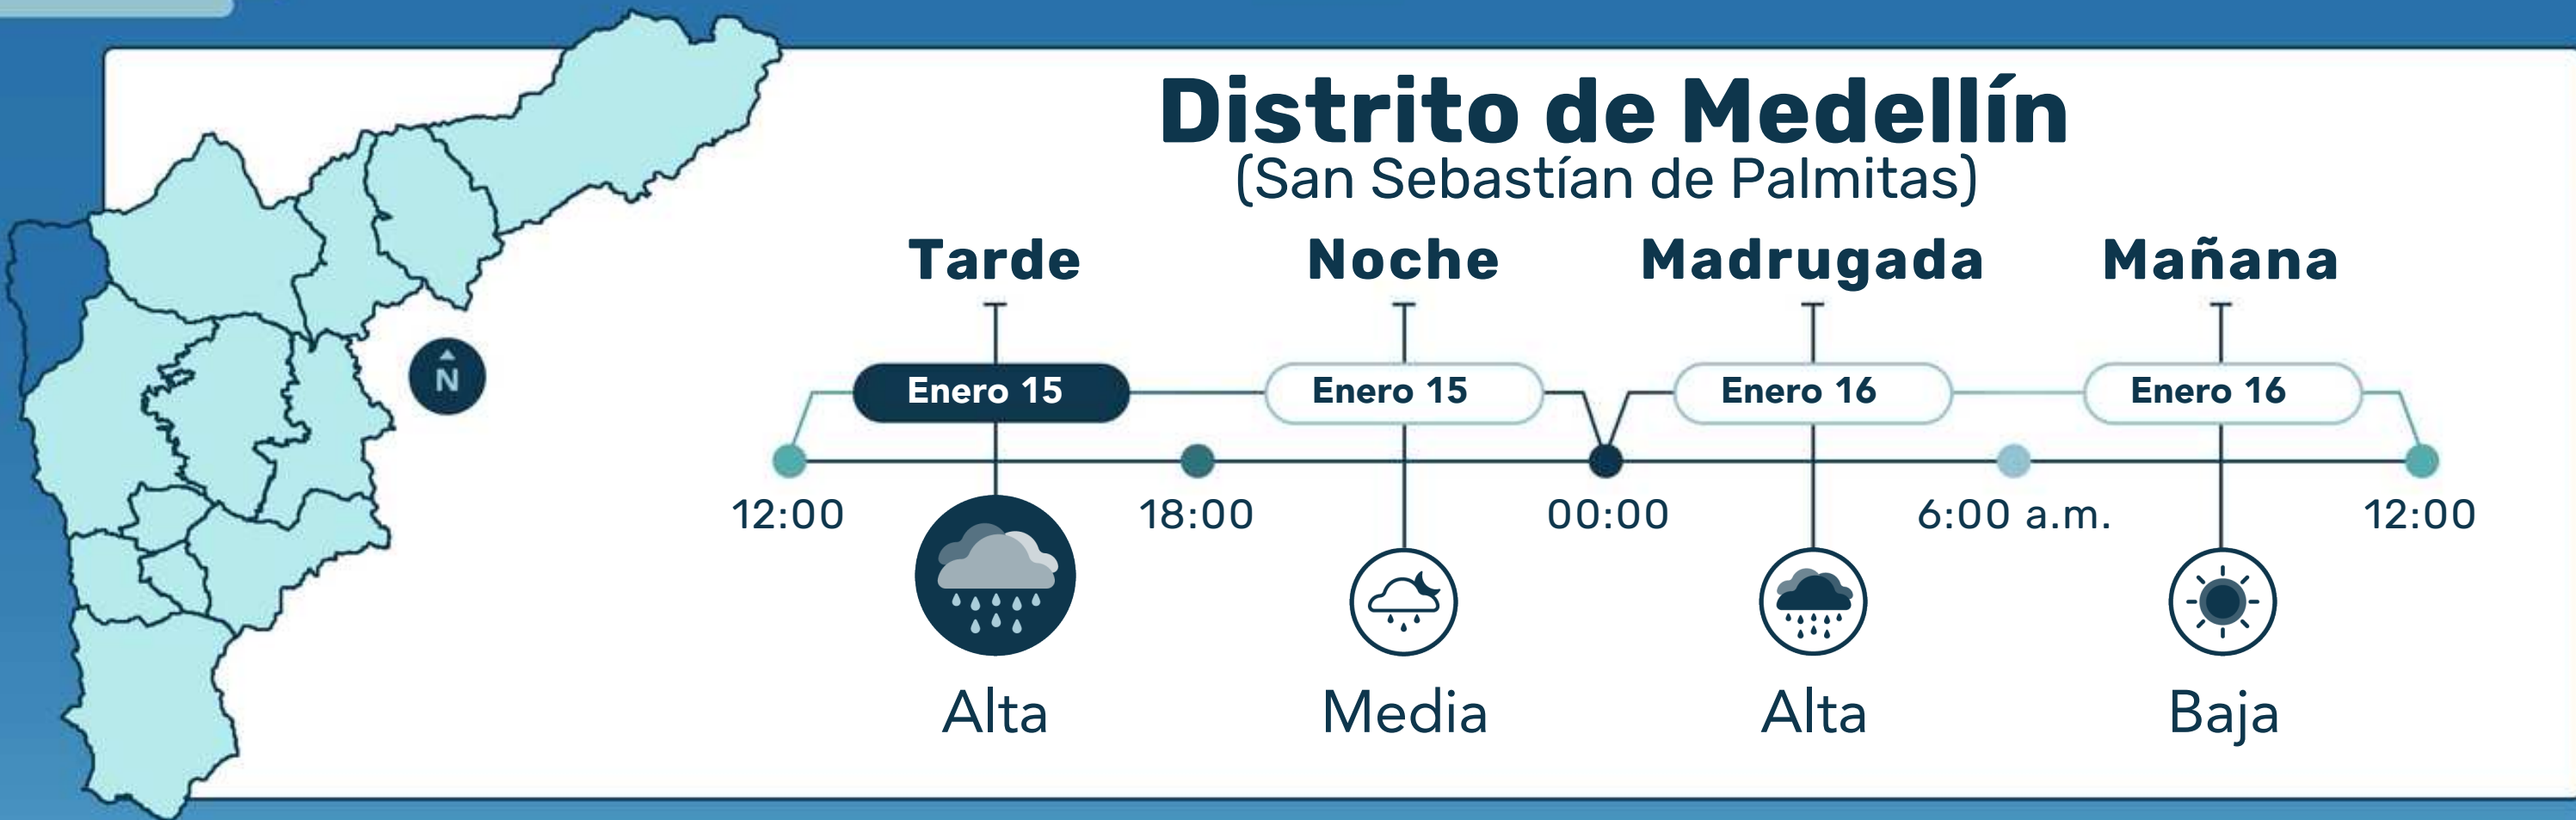 Distrito de Medellín
(San Sebastían de Palmitas)
Tarde Noche Madrugada Mañana
N
Enero 15 Enero 15 Enero 16 Enero 16
12:00 18:00 00:00 6:00 a.m. 12:00
Alta Media Alta Baja